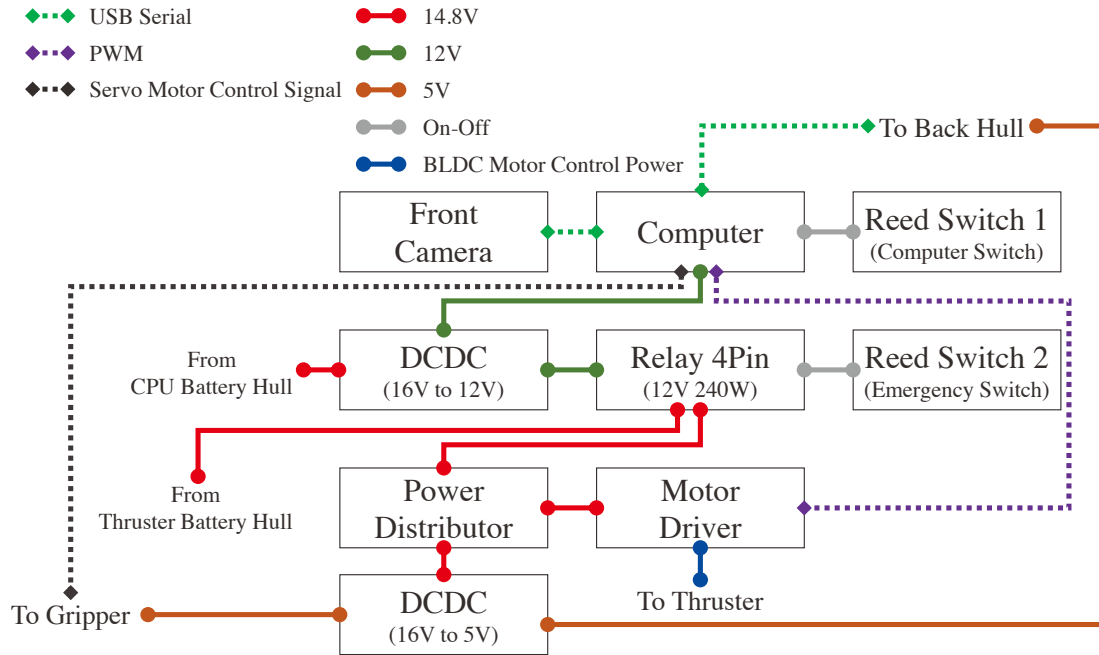 USB Serial
PWM
Servo Motor Control Signal
14.8V
12V
5V
On-Off
BLDC Motor Control Power
To Back Hull
Front
Camera
Computer
Reed Switch 1
(Computer Switch)
From
CPU Battery Hull
DCDC
(16V to 12V)
Relay 4Pin
(12V 240W)
Reed Switch 2
(Emergency Switch)
From
Thruster Battery Hull
Power
Distributor
Motor
Driver
To Gripper
DCDC
(16V to 5V)
To Thruster